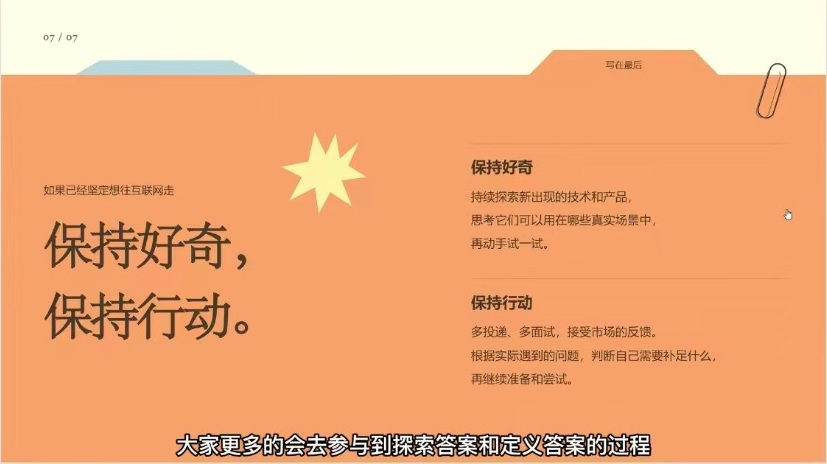 07 / 07
写在最后
如果已经坚定想往互联网走
保持好奇，
保持行动。
保持好奇
持续探索新出现的技术和产品，
思考它们可以用在哪些真实场景中，
再动手试一试。
保持行动
多投递、多面试，接受市场的反馈。
根据实际遇到的问题，判断自己需要补足什么，
再继续准备和尝试。
大家更多的会去参与到探索答案和定义答案的过程